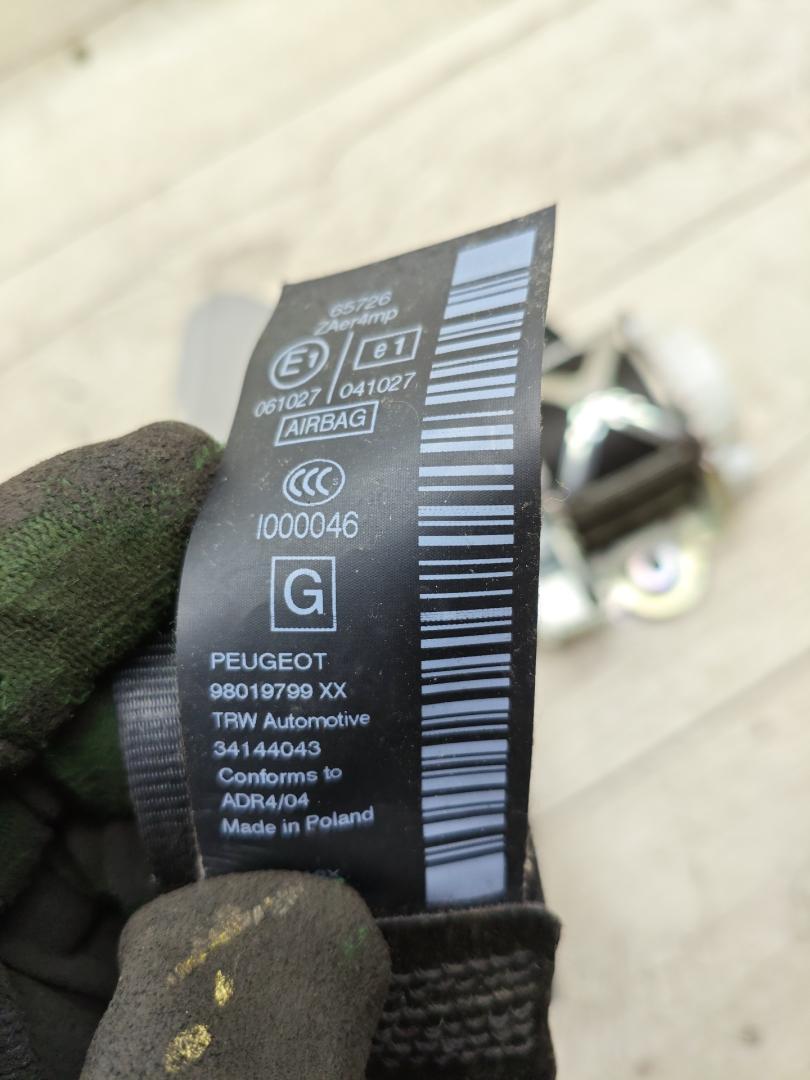 65726
ZAer4mp
E1 e1
061027 041027
AIRBAG
CCC S
I000046
G
PEUGEOT
98019799 XX
TRW Automotive
34144043
Conforms to
ADR4/04
Made in Poland